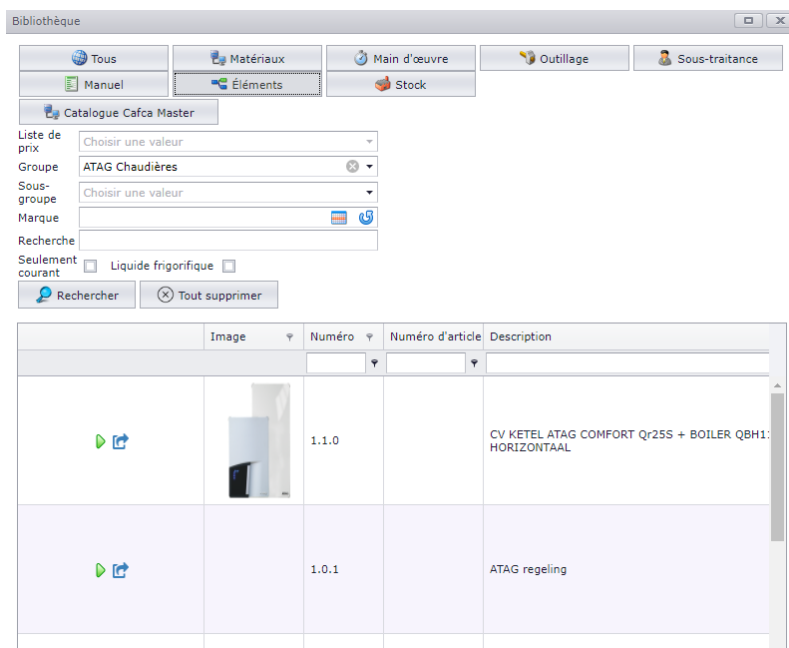 Bibliothèque
Tous Matériaux Main d'œuvre Outillage Sous-traitance
Manuel Éléments Stock
Catalogue Cafca Master
Liste de
prix
Choisir une valeur
Groupe ATAG Chaudières
Sous-
groupe
Choisir une valeur
Marque
Recherche
Seulement
courant
Liquide frigorifique
Rechercher Tout supprimer
Image Numéro Numéro d'article Description
1.1.0 CV KETEL ATAG COMFORT Qr25S + BOILER
HORIZONTAAL
1.0.1 ATAG regeling